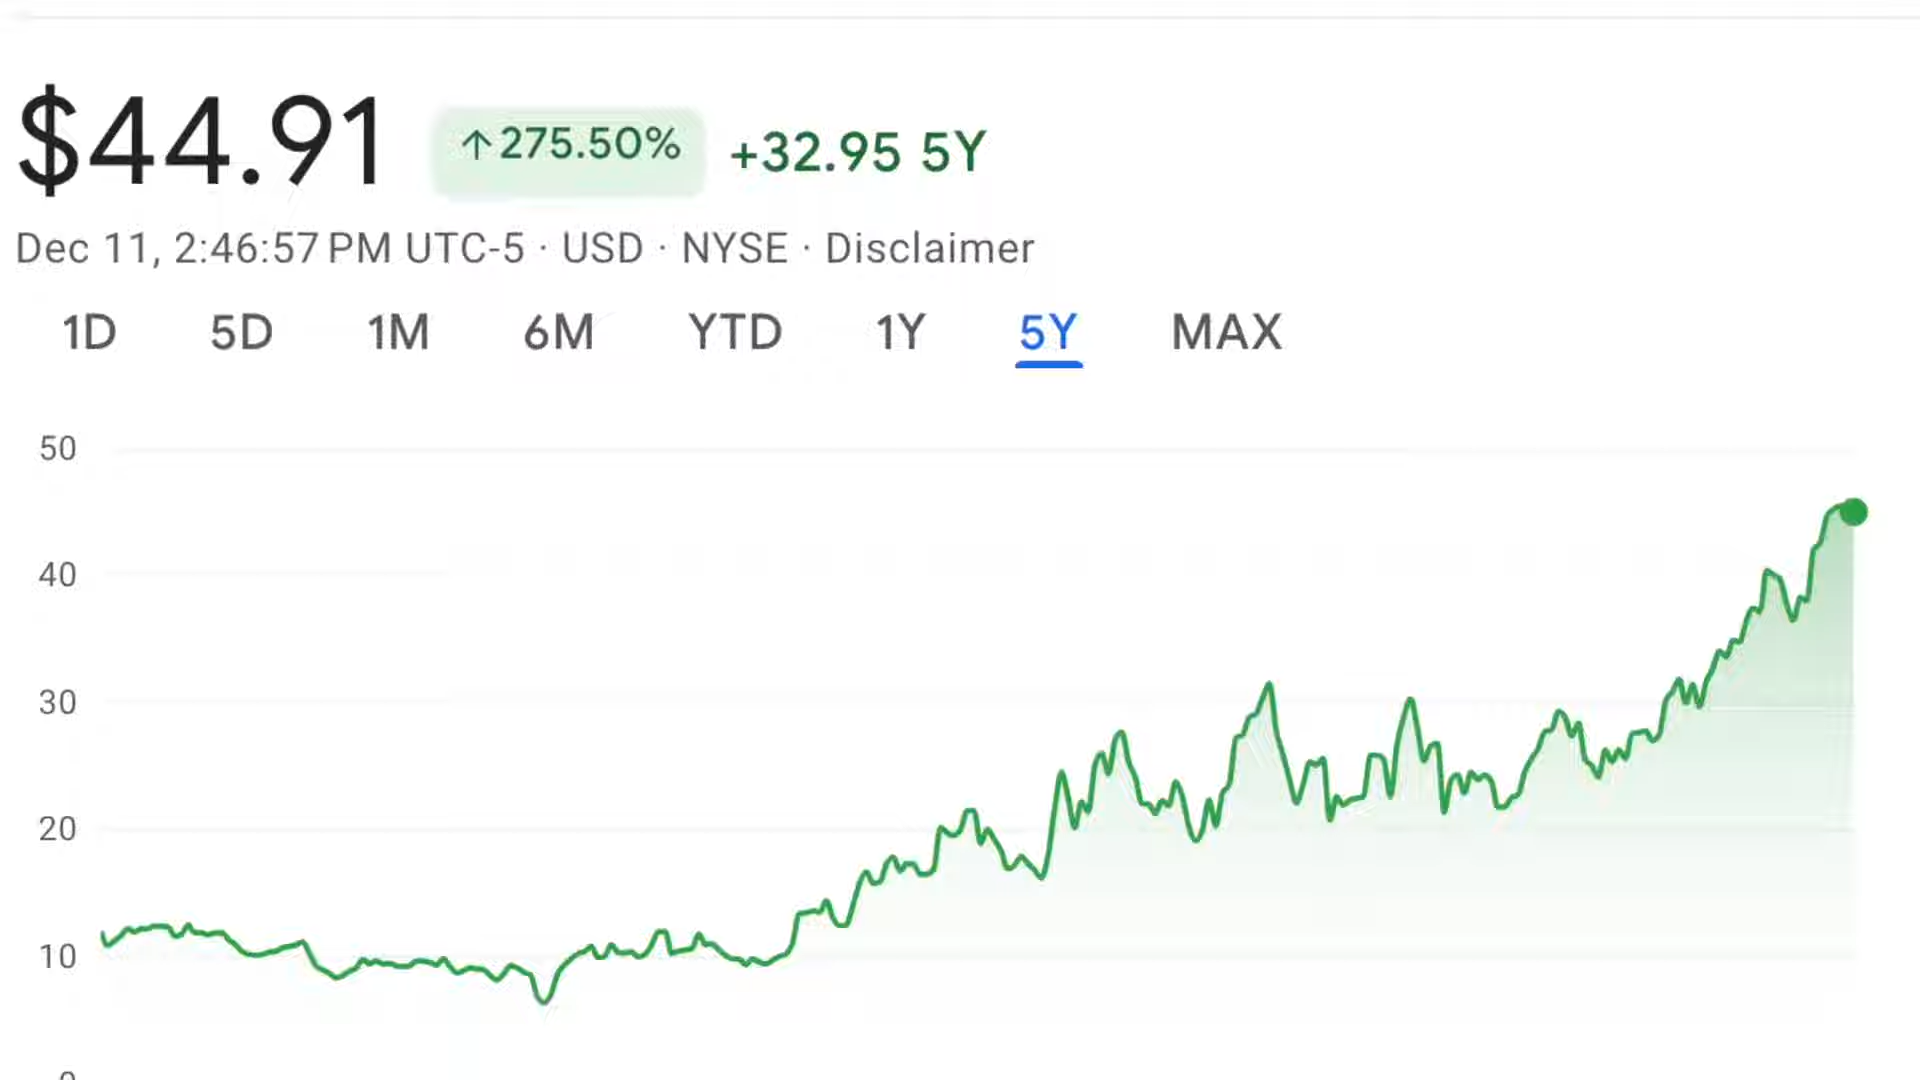 $44.91 ↑275.50% +32.95 5Y
Dec 11, 2:46:57 PM UTC-5 · USD · NYSE · Disclaimer
1D 5D 1M 6M YTD 1Y 5Y MAX
50
40
30
20
10
0